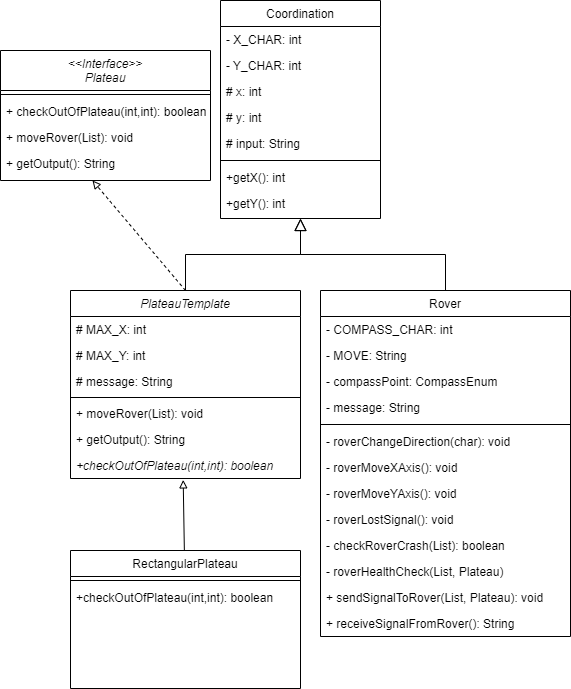 Coordination
- X_CHAR: int
- Y_CHAR: int
# x: int
# y: int
# input: String
+getX(): int
+getY(): int
<<Interface>>
Plateau
+ checkOutOfPlateau(int,int): boolean
+ moveRover(List): void
+ getOutput(): String
PlateauTemplate
# MAX_X: int
# MAX_Y: int
# message: String
+ moveRover(List): void
+ getOutput(): String
+checkOutOfPlateau(int,int): boolean
Rover
- COMPASS_CHAR: int
- MOVE: String
- compassPoint: CompassEnum
- message: String
- roverChangeDirection(char): void
- roverMoveXAxis(): void
- roverMoveYAxis(): void
- roverLostSignal(): void
- checkRoverCrash(List): boolean
- roverHealthCheck(List, Plateau)
+ sendSignalToRover(List, Plateau): void
+ receiveSignalFromRover(): String
RectangularPlateau
+checkOutOfPlateau(int,int): boolean